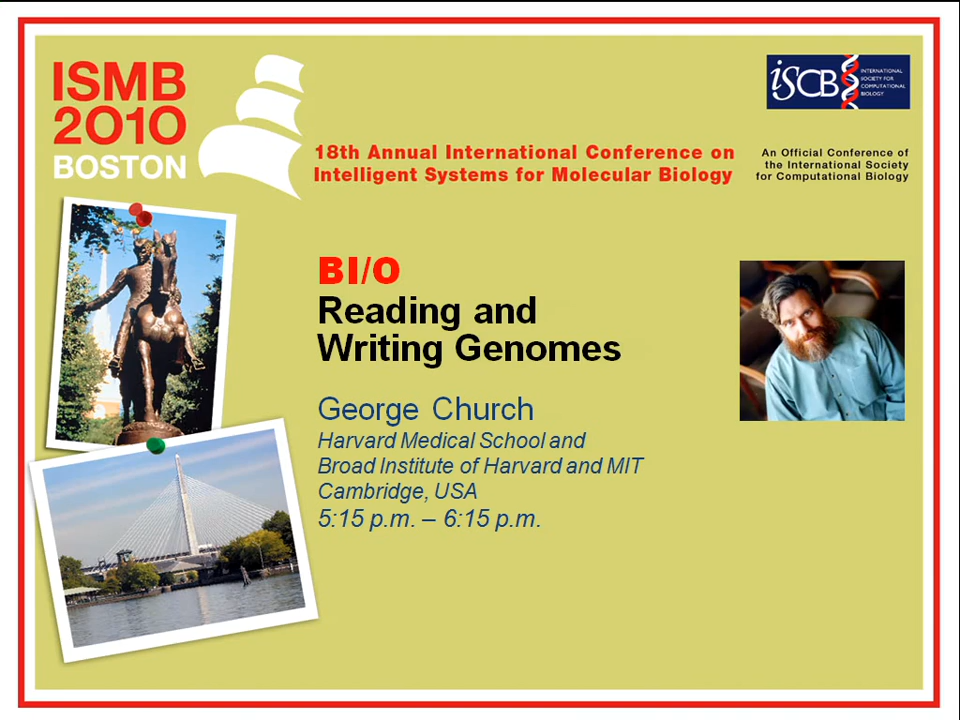 ISMB
2010
BOSTON
18th Annual International Conference on
Intelligent Systems for Molecular Biology
iSCB
INTERNATIONAL
SOCIETY FOR
COMPUTATIONAL
BIOLOGY
An Official Conference of
the International Society
for Computational Biology
BI/O
Reading and
Writing Genomes
George Church
Harvard Medical School and
Broad Institute of Harvard and MIT
Cambridge, USA
5:15 p.m. – 6:15 p.m.